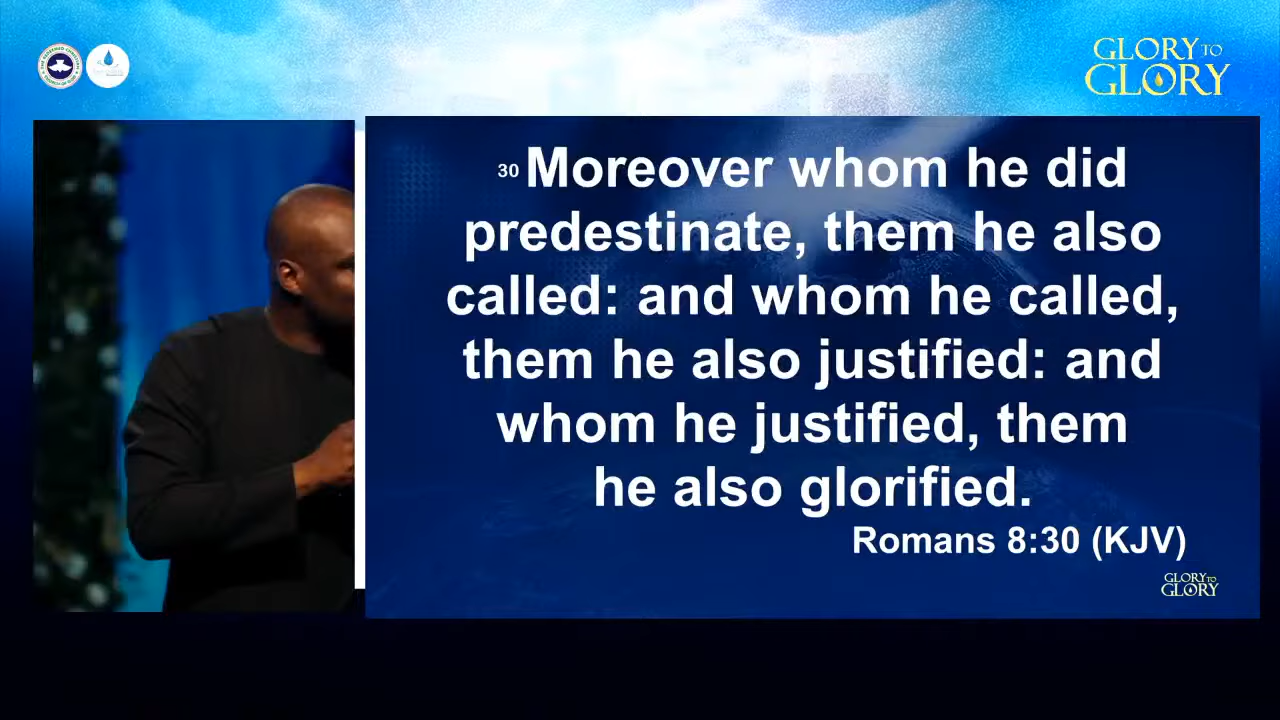 GLORY TO
GLORY
30 Moreover whom he did
predestinate, them he also
called: and whom he called,
them he also justified: and
whom he justified, them
he also glorified.
Romans 8:30 (KJV)
GLORY TO
GLORY